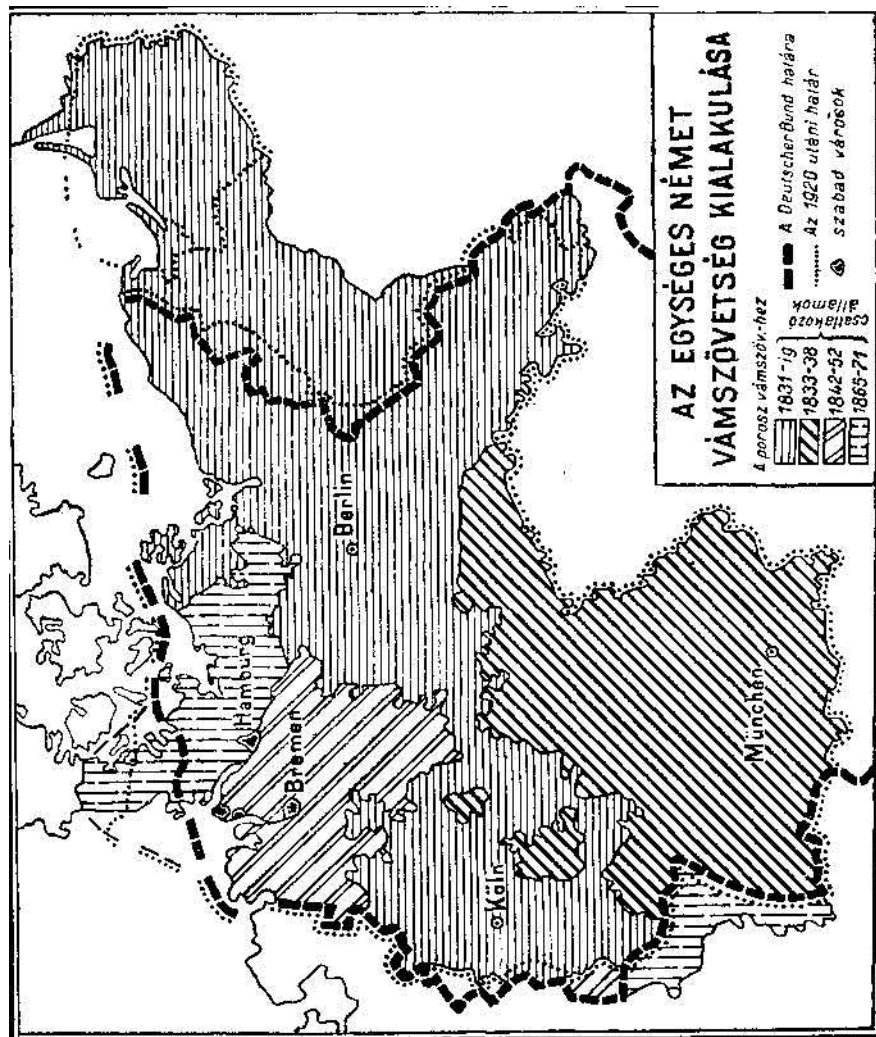 AZ EGYSÉGES NÉMET
VÁMSZÖVETSÉG KIALAKULÁSA
A porosz vámszöv.-hez
1831-ig
1833-38
1842-52
1865-71
csatlakozó
államok
A Deutscher Bund határa
Az 1920 utáni határ
szabad városok
Hamburg
Bremen
Berlin
Köln
München